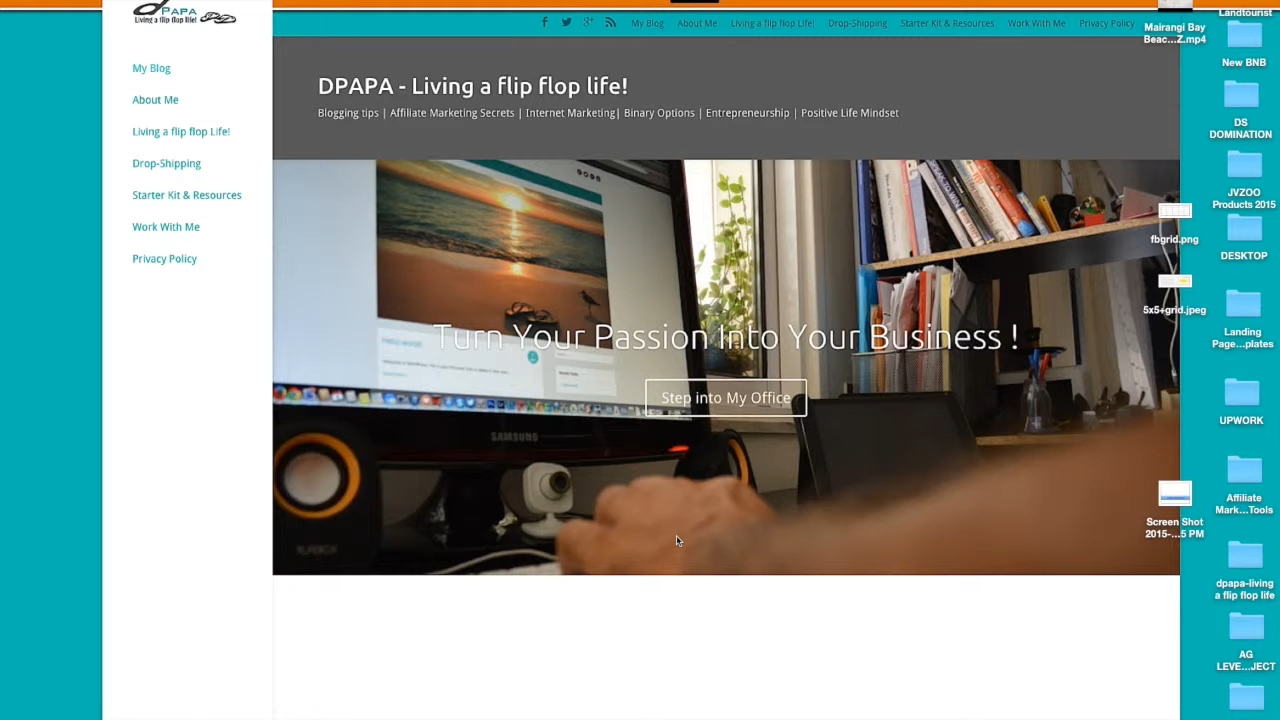 dPAPA
Living a flip flop life!
My Blog
About Me
Living a flip flop Life!
Drop-Shipping
Starter Kit & Resources
Work With Me
Privacy Policy
My Blog
About Me
Living a flip flop Life!
Drop-Shipping
Starter Kit & Resources
Work With Me
Privacy Policy
DPAPA - Living a flip flop life!
Blogging tips | Affiliate Marketing Secrets | Internet Marketing| Binary Options | Entrepreneurship | Positive Life Mindset
Turn Your Passion Into Your Business !
Step into My Office
SAMSUNG
Mairangi Bay
Beac...Z.mp4
fbgrid.png
5x5+grid.jpeg
Screen Shot
2015-...5 PM
Landtourist
New BNB
DS
DOMINATION
JVZOO
Products 2015
DESKTOP
Landing
Page...plates
UPWORK
Affiliate
Mark...Tools
dpapa-living
a flip flop life
AG
LEVE...JECT